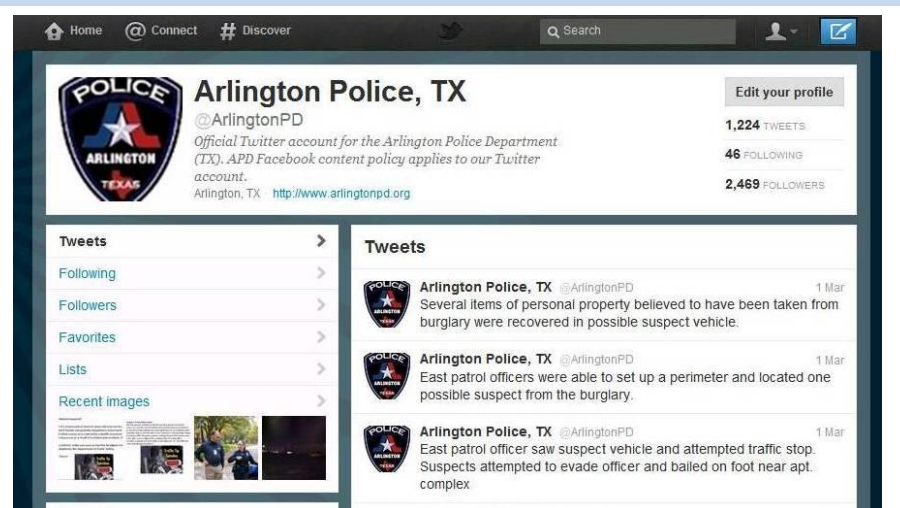 Home @ Connect # Discover Search
POLICE
ARLINGTON
TEXAS
Arlington Police, TX
@ArlingtonPD
Official Twitter account for the Arlington Police Department
(TX). APD Facebook content policy applies to our Twitter
account.
Arlington, TX http://www.arlingtonpd.org
Edit your profile
1,224 TWEETS
46 FOLLOWING
2,469 FOLLOWERS
Tweets
Following
Followers
Favorites
Lists
Recent images
Tweets
Arlington Police, TX @ArlingtonPD 1 Mar
Several items of personal property believed to have been taken from
burglary were recovered in possible suspect vehicle.
Arlington Police, TX @ArlingtonPD 1 Mar
East patrol officers were able to set up a perimeter and located one
possible suspect from the burglary.
Arlington Police, TX @ArlingtonPD 1 Mar
East patrol officer saw suspect vehicle and attempted traffic stop.
Suspects attempted to evade officer and bailed on foot near apt.
complex